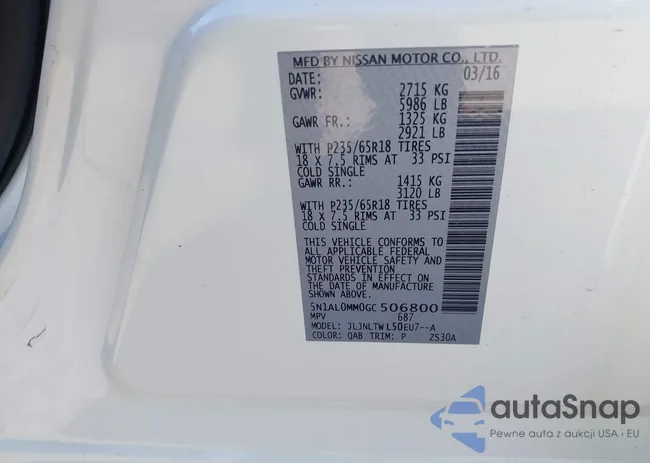 MFD BY NISSAN MOTOR CO., LTD.
DATE: 03/16
GVWR: 2715 KG
5986 LB
GAWR FR.: 1325 KG
2921 LB
WITH P235/65R18 TIRES
18 X 7.5 RIMS AT 33 PSI
COLD SINGLE
GAWR RR.: 1415 KG
3120 LB
WITH P235/65R18 TIRES
18 X 7.5 RIMS AT 33 PSI
COLD SINGLE
THIS VEHICLE CONFORMS TO
ALL APPLICABLE FEDERAL
MOTOR VEHICLE SAFETY AND
THEFT PREVENTION
STANDARDS IN EFFECT ON
THE DATE OF MANUFACTURE
SHOWN ABOVE.
5N1AL0MM0GC506800
MPV 687
MODEL: JLJNLTWL50EU7--A
COLOR: QAB TRIM: P ZS30A
autaSnap
Pewne auta z aukcji USA i EU